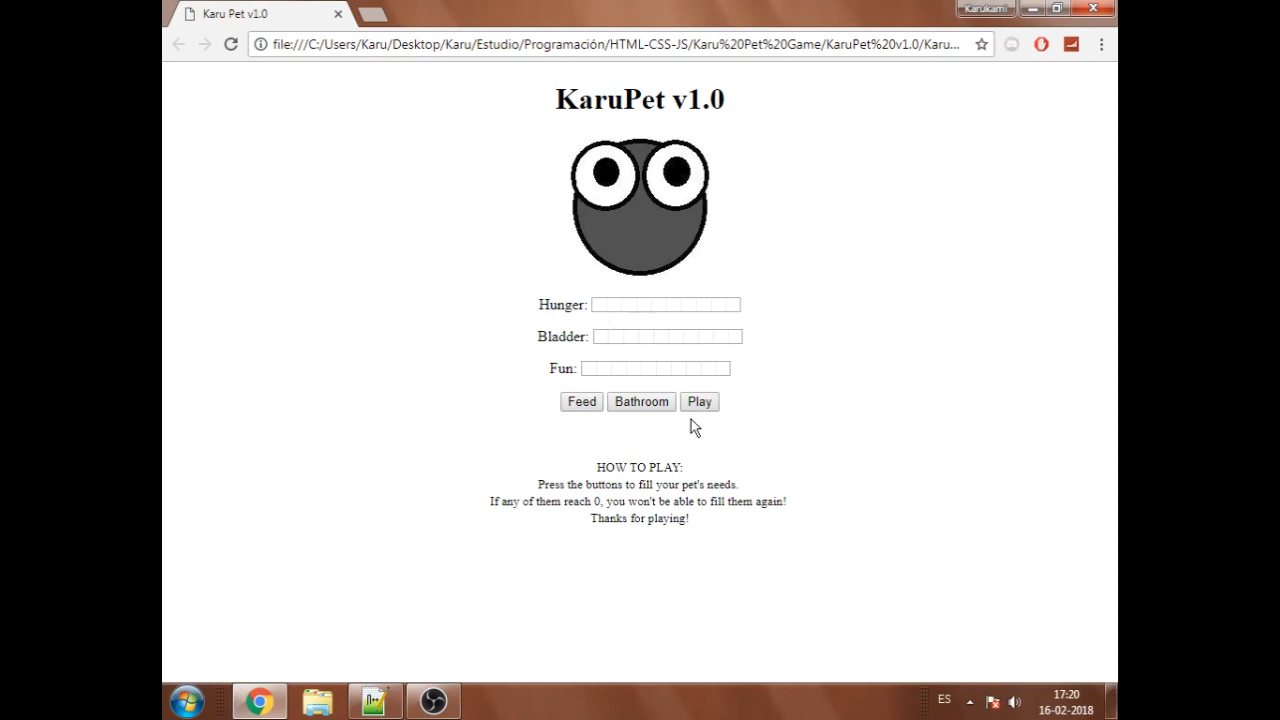 Karu Pet v1.0
Karukami
file:///C:/Users/Karu/Desktop/Karu/Estudio/Programación/HTML-CSS-JS/Karu%20Pet%20Game/KaruPet%20v1.0/Karu...
KaruPet v1.0
Hunger:
Bladder:
Fun:
Feed Bathroom Play
HOW TO PLAY:
Press the buttons to fill your pet's needs.
If any of them reach 0, you won't be able to fill them again!
Thanks for playing!
ES
17:20
16-02-2018